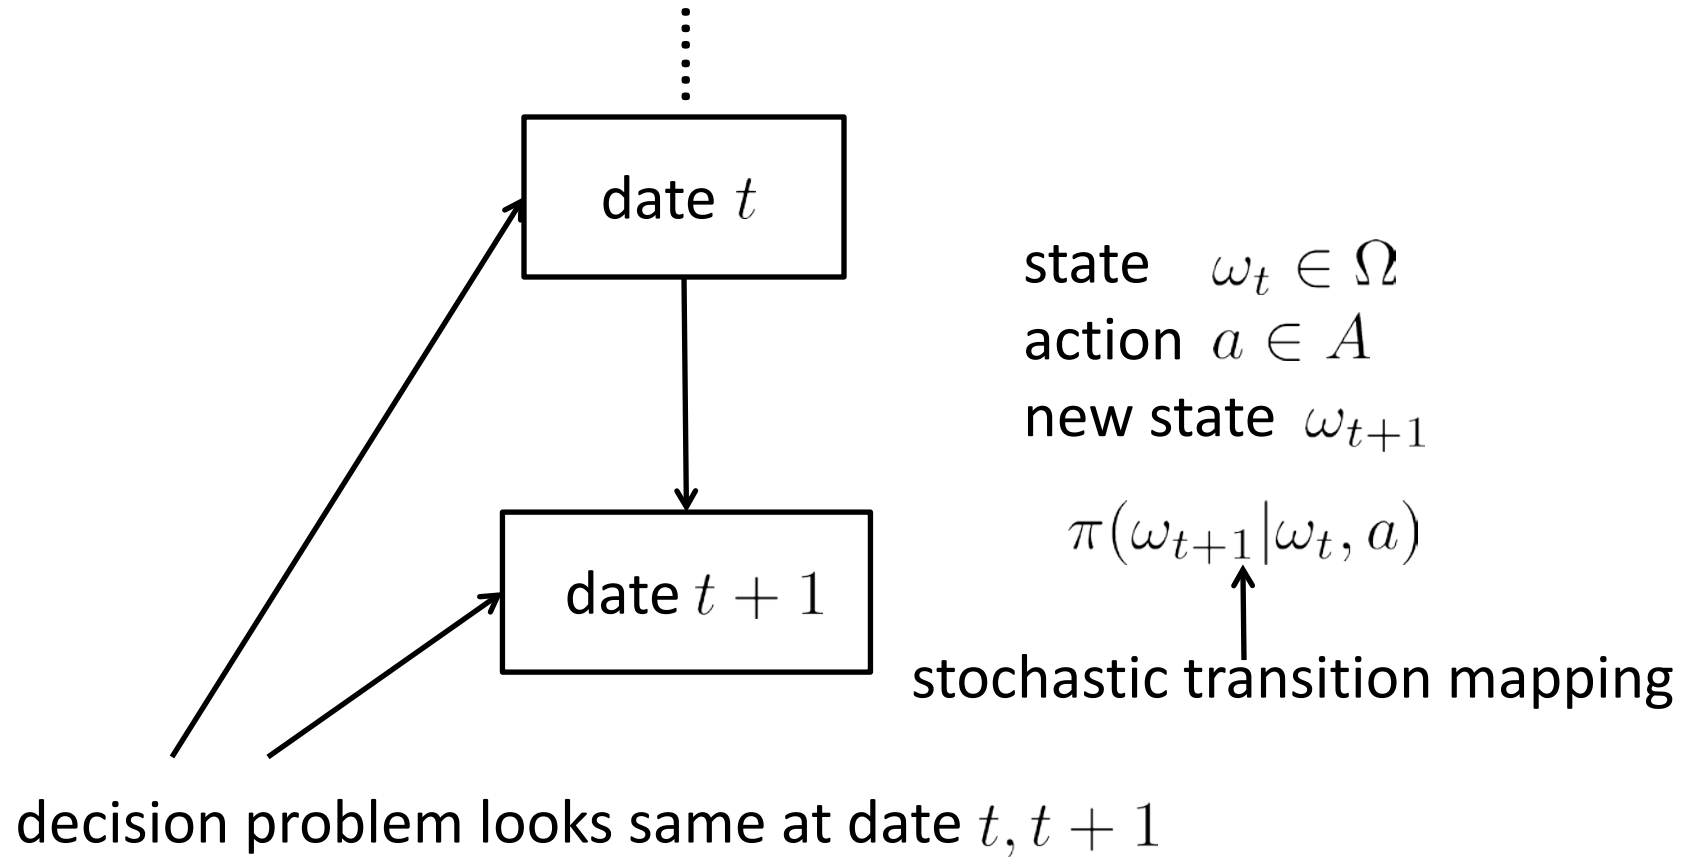 date t
state ω_t ∈ Ω
action a ∈ A
new state ω_{t+1}
π(ω_{t+1}|ω_t, a)
date t + 1
stochastic transition mapping
decision problem looks same at date t, t + 1